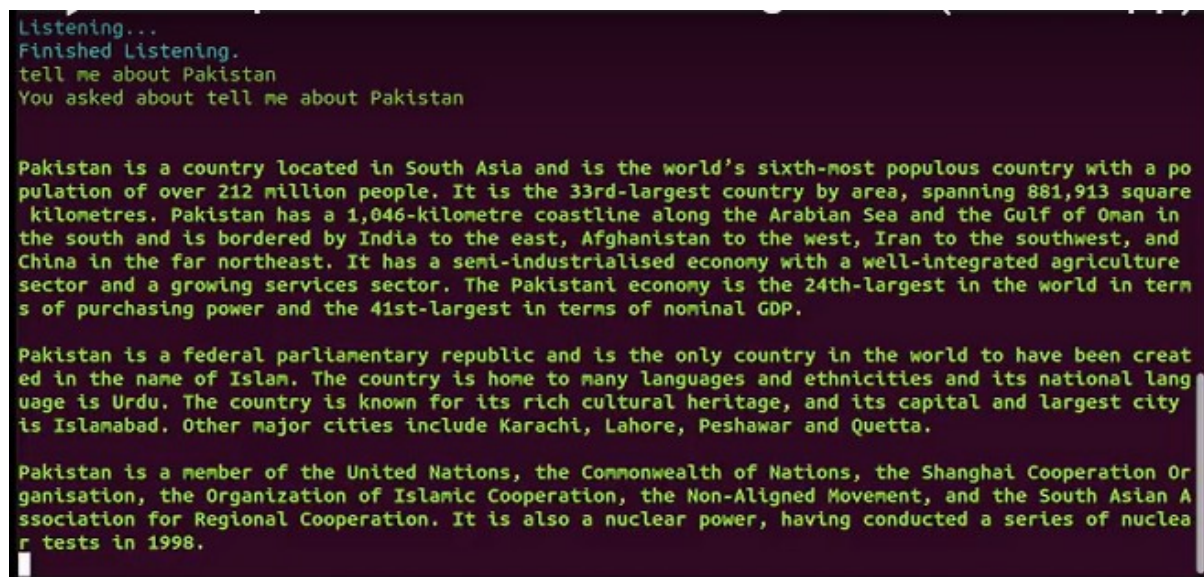 Listening...
Finished Listening.
tell me about Pakistan
You asked about tell me about Pakistan
Pakistan is a country located in South Asia and is the world’s sixth-most populous country with a po
pulation of over 212 million people. It is the 33rd-largest country by area, spanning 881,913 square
kilometres. Pakistan has a 1,046-kilometre coastline along the Arabian Sea and the Gulf of Oman in
the south and is bordered by India to the east, Afghanistan to the west, Iran to the southwest, and
China in the far northeast. It has a semi-industrialised economy with a well-integrated agriculture
sector and a growing services sector. The Pakistani economy is the 24th-largest in the world in term
s of purchasing power and the 41st-largest in terms of nominal GDP.
Pakistan is a federal parliamentary republic and is the only country in the world to have been creat
ed in the name of Islam. The country is home to many languages and ethnicities and its national lang
uage is Urdu. The country is known for its rich cultural heritage, and its capital and largest city
is Islamabad. Other major cities include Karachi, Lahore, Peshawar and Quetta.
Pakistan is a member of the United Nations, the Commonwealth of Nations, the Shanghai Cooperation Or
ganisation, the Organization of Islamic Cooperation, the Non-Aligned Movement, and the South Asian A
ssociation for Regional Cooperation. It is also a nuclear power, having conducted a series of nuclea
r tests in 1998.